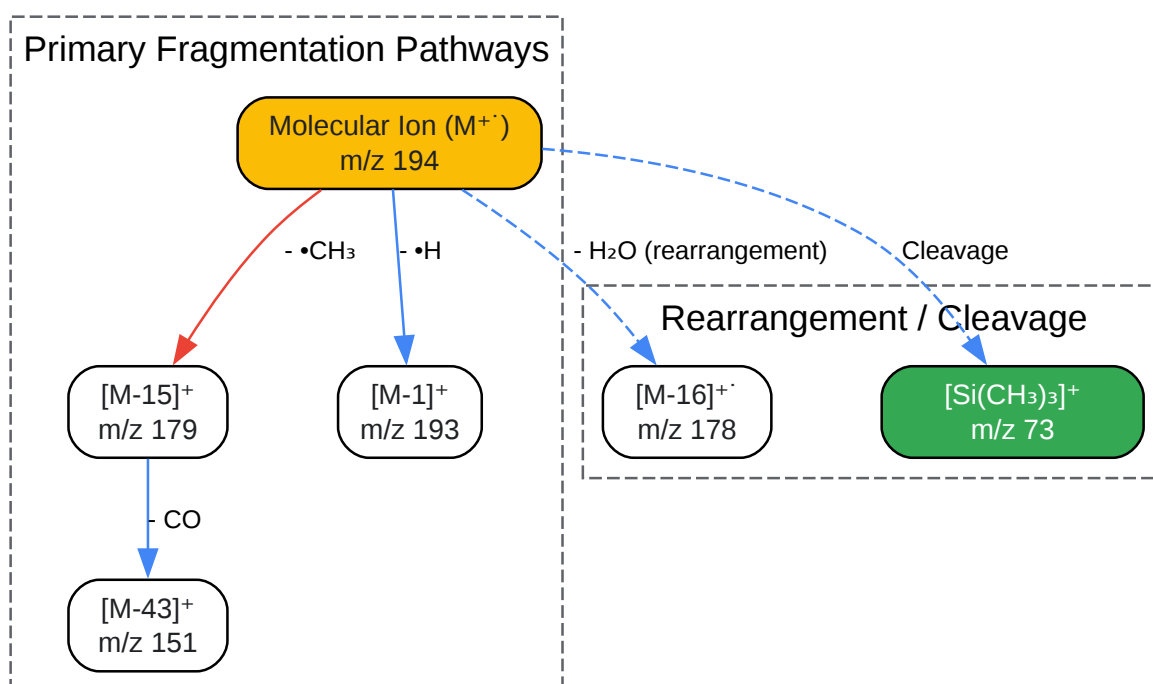 Primary Fragmentation Pathways
Molecular Ion (M⁺˙)
m/z 194
- •CH₃
- •H
- H₂O (rearrangement)
Cleavage
Rearrangement / Cleavage
[M-15]⁺
m/z 179
[M-1]⁺
m/z 193
[M-16]⁺˙
m/z 178
[Si(CH₃)₃]⁺
m/z 73
- CO
[M-43]⁺
m/z 151